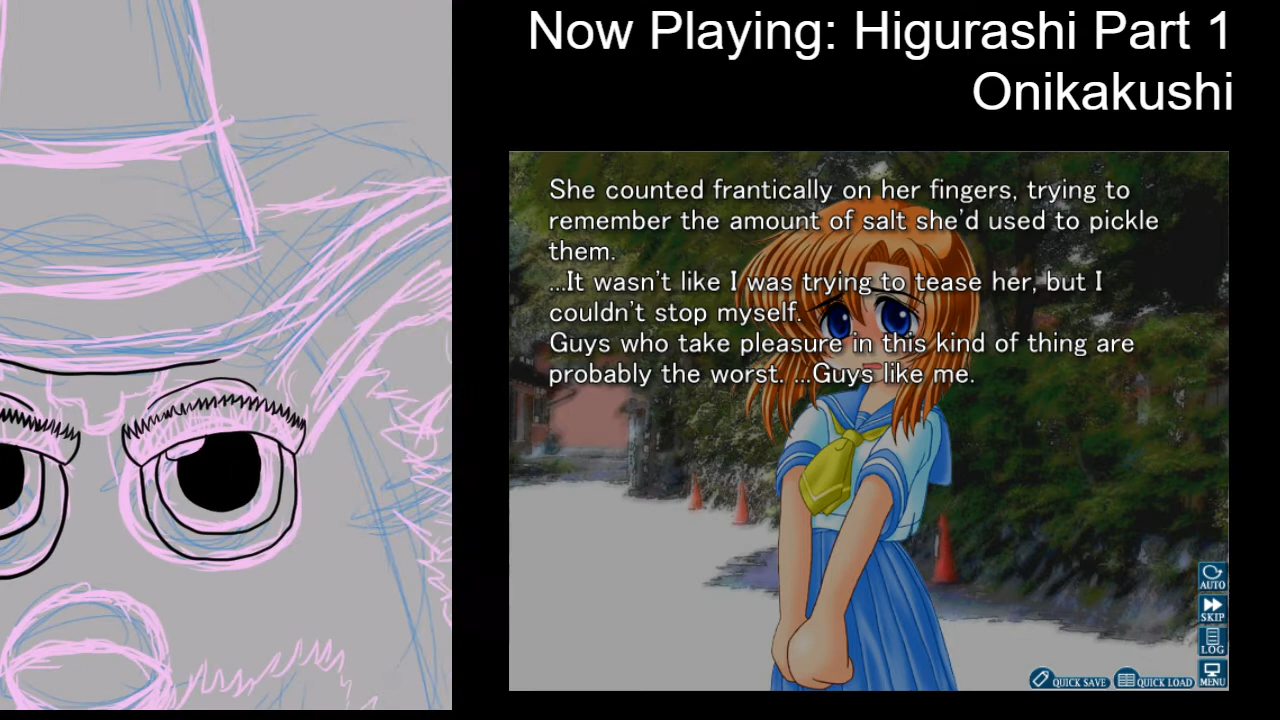 Now Playing: Higurashi Part 1
Onikakushi
She counted frantically on her fingers, trying to
remember the amount of salt she'd used to pickle
them.
...It wasn't like I was trying to tease her, but I
couldn't stop myself.
Guys who take pleasure in this kind of thing are
probably the worst. ...Guys like me.
AUTO
SKIP
LOG
MENU
QUICK SAVE
QUICK LOAD